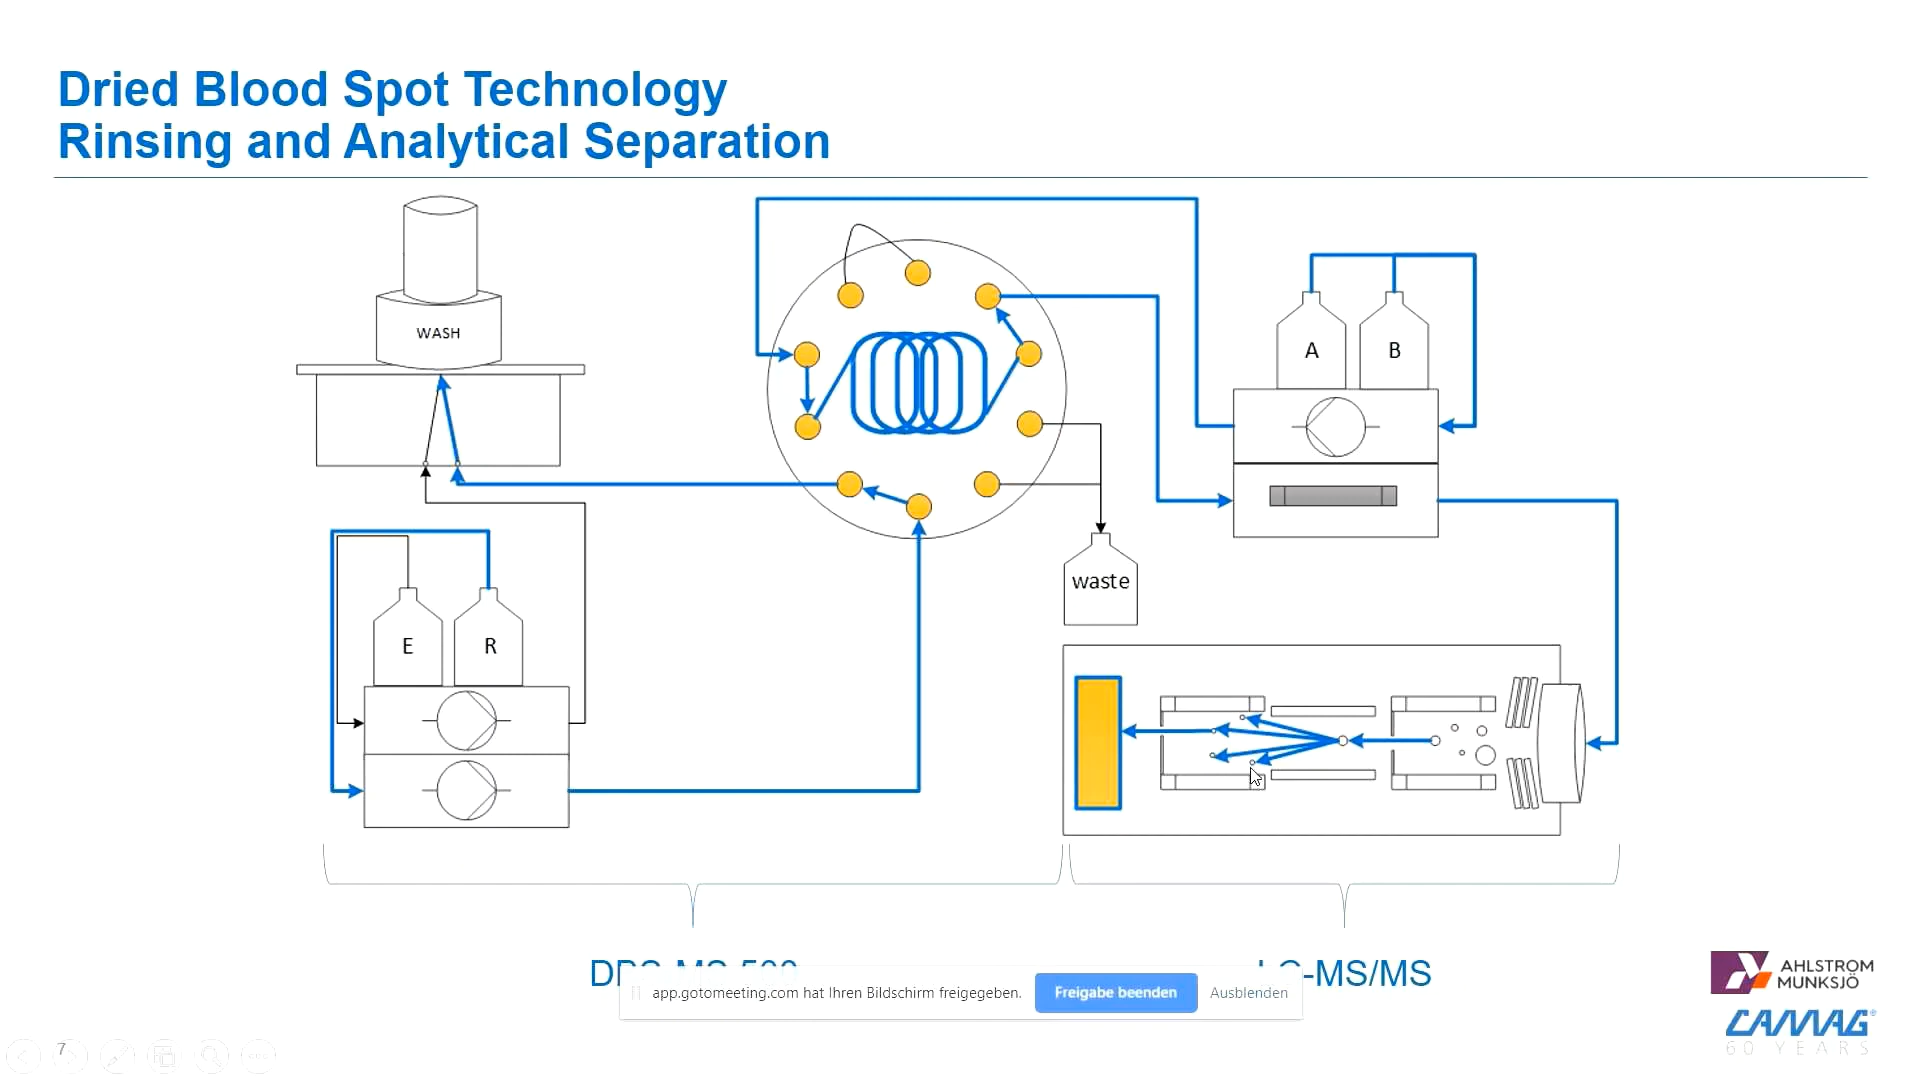 Dried Blood Spot Technology
Rinsing and Analytical Separation
WASH
A
B
waste
E
R
-MS/MS
app.gotomeeting.com hat Ihren Bildschirm freigegeben.
Freigabe beenden
Ausblenden
AHLSTROM
MUNKSJÖ
CAMAG®
60 YEARS
7